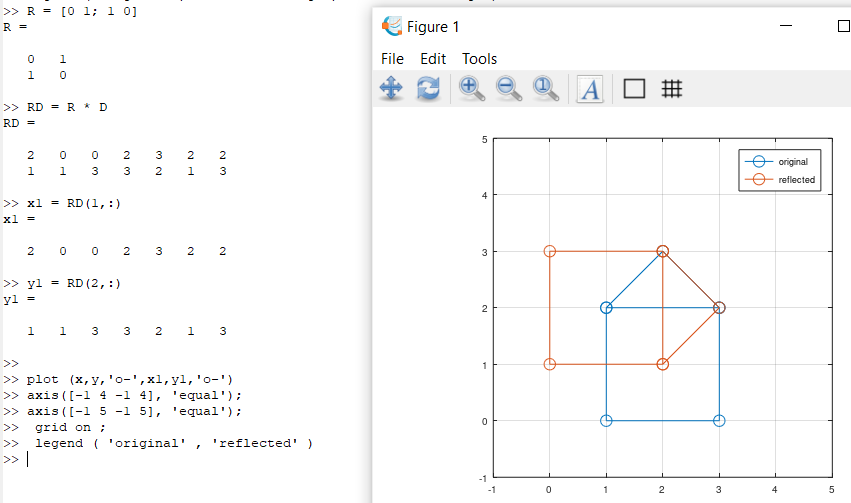 >> R = [0 1; 1 0]
R =
0 1
1 0
>> RD = R * D
RD =
2 0 0 2 3 2 2
1 1 3 3 2 1 3
>> x1 = RD(1,:)
x1 =
2 0 0 2 3 2 2
>> y1 = RD(2,:)
y1 =
1 1 3 3 2 1 3
>>
>> plot (x,y,'o-',x1,y1,'o-')
>> axis([-1 4 -1 4], 'equal');
>> axis([-1 5 -1 5], 'equal');
>> grid on ;
>> legend ( 'original' , 'reflected' )
>>
Figure 1
File Edit Tools
A
5
original
reflected
4
3
2
1
0
-1
-1 0 1 2 3 4 5